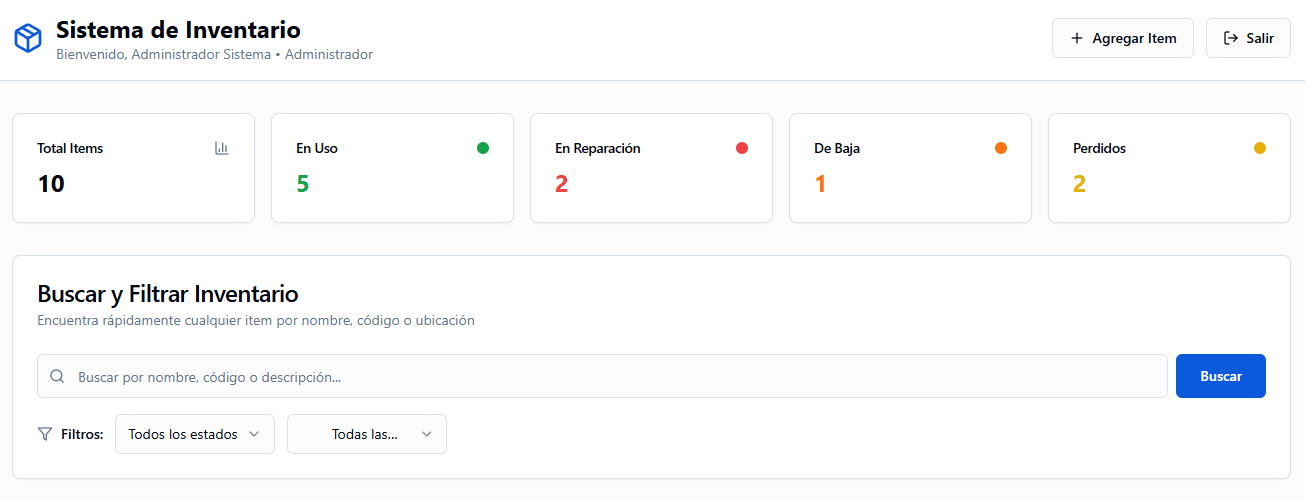 Sistema de Inventario
Bienvenido, Administrador Sistema • Administrador
Agregar Item
Salir
Total Items
10
En Uso
5
En Reparación
2
De Baja
1
Perdidos
2
Buscar y Filtrar Inventario
Encuentra rápidamente cualquier item por nombre, código o ubicación
Buscar por nombre, código o descripción...
Buscar
Filtros:
Todos los estados
Todas las...